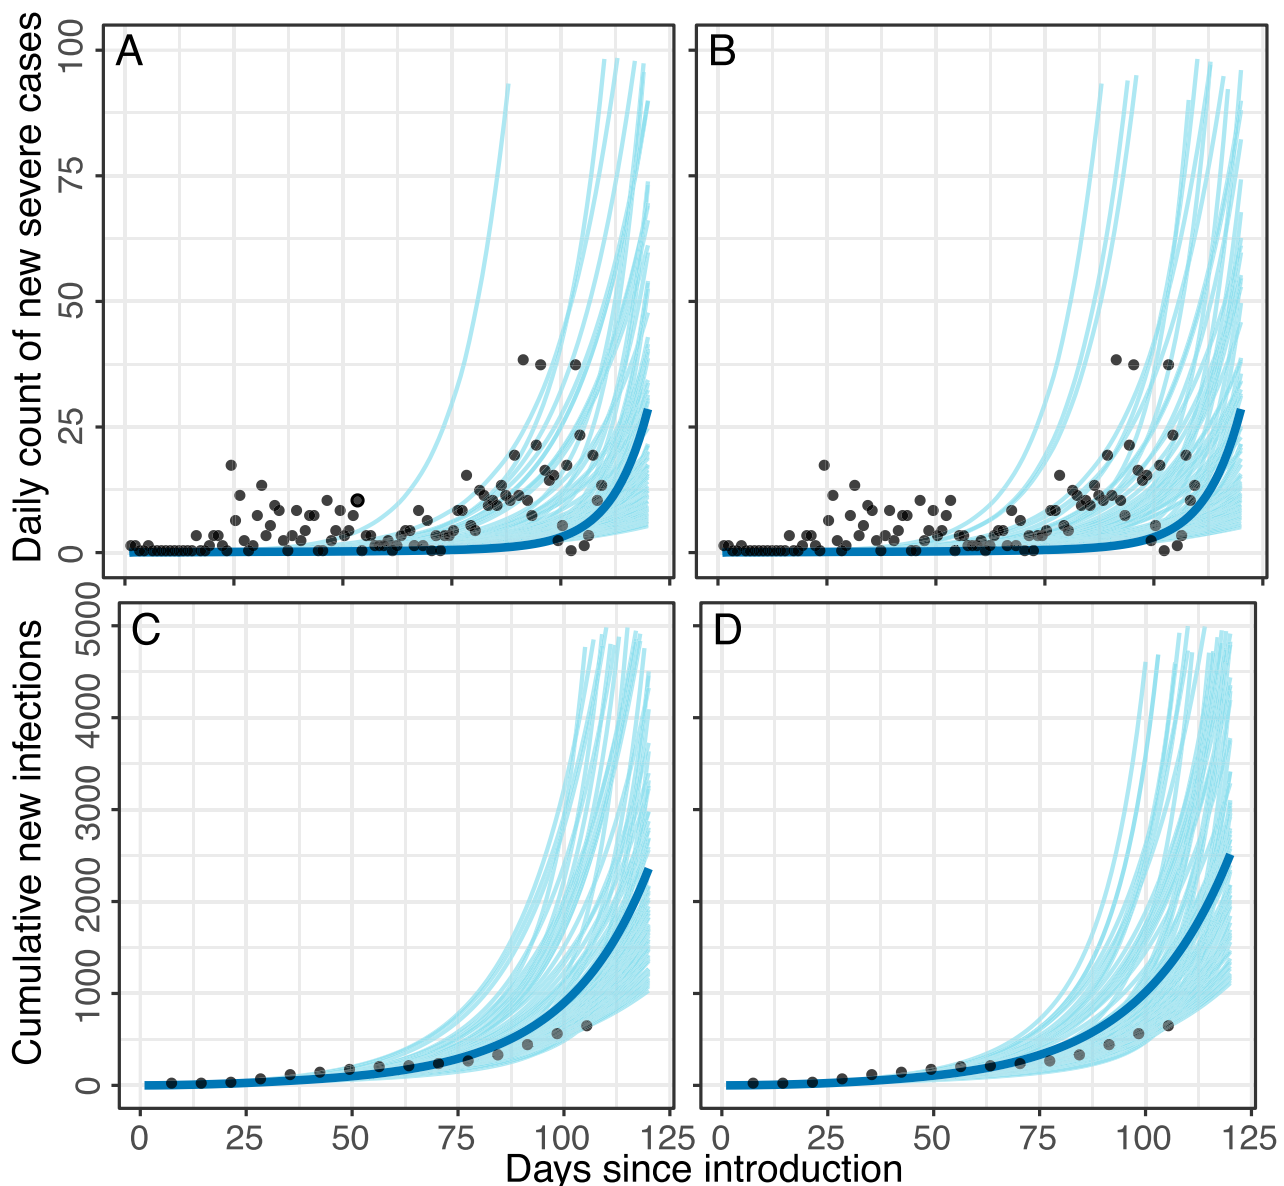 Daily count of new severe cases
100
75
50
25
0
A
B
Cumulative new infections
5000
4000
3000
2000
1000
0
C
D
0 25 50 75 100 125
0 25 50 75 100 125
Days since introduction